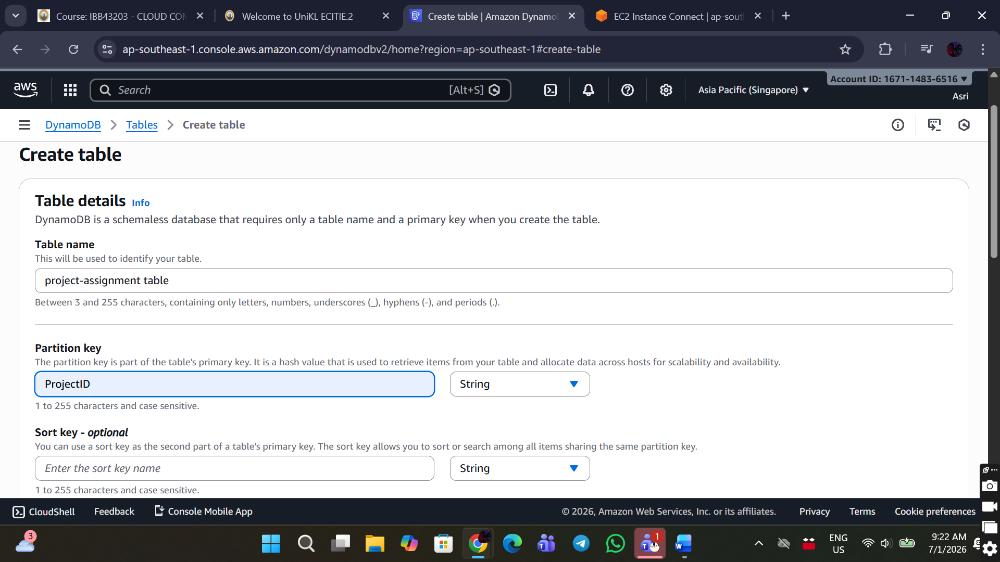 Course: IBB43203 - CLOUD CON
Welcome to UniKL ECITIE.2
Create table | Amazon Dynamo
EC2 Instance Connect | ap-sout
ap-southeast-1.console.aws.amazon.com/dynamodbv2/home?region=ap-southeast-1#create-table
aws
Search
[Alt+S]
Asia Pacific (Singapore)
Account ID: 1671-1483-6516
Asri
DynamoDB
Tables
Create table
Create table
Table details Info
DynamoDB is a schemaless database that requires only a table name and a primary key when you create the table.
Table name
This will be used to identify your table.
project-assignment table
Between 3 and 255 characters, containing only letters, numbers, underscores (_), hyphens (-), and periods (.).
Partition key
The partition key is part of the table's primary key. It is a hash value that is used to retrieve items from your table and allocate data across hosts for scalability and availability.
ProjectID
String
1 to 255 characters and case sensitive.
Sort key - optional
You can use a sort key as the second part of a table's primary key. The sort key allows you to sort or search among all items sharing the same partition key.
Enter the sort key name
String
1 to 255 characters and case sensitive.
CloudShell
Feedback
Console Mobile App
© 2026, Amazon Web Services, Inc. or its affiliates.
Privacy
Terms
Cookie preferences
3
1
ENG
US
9:22 AM
7/1/2026